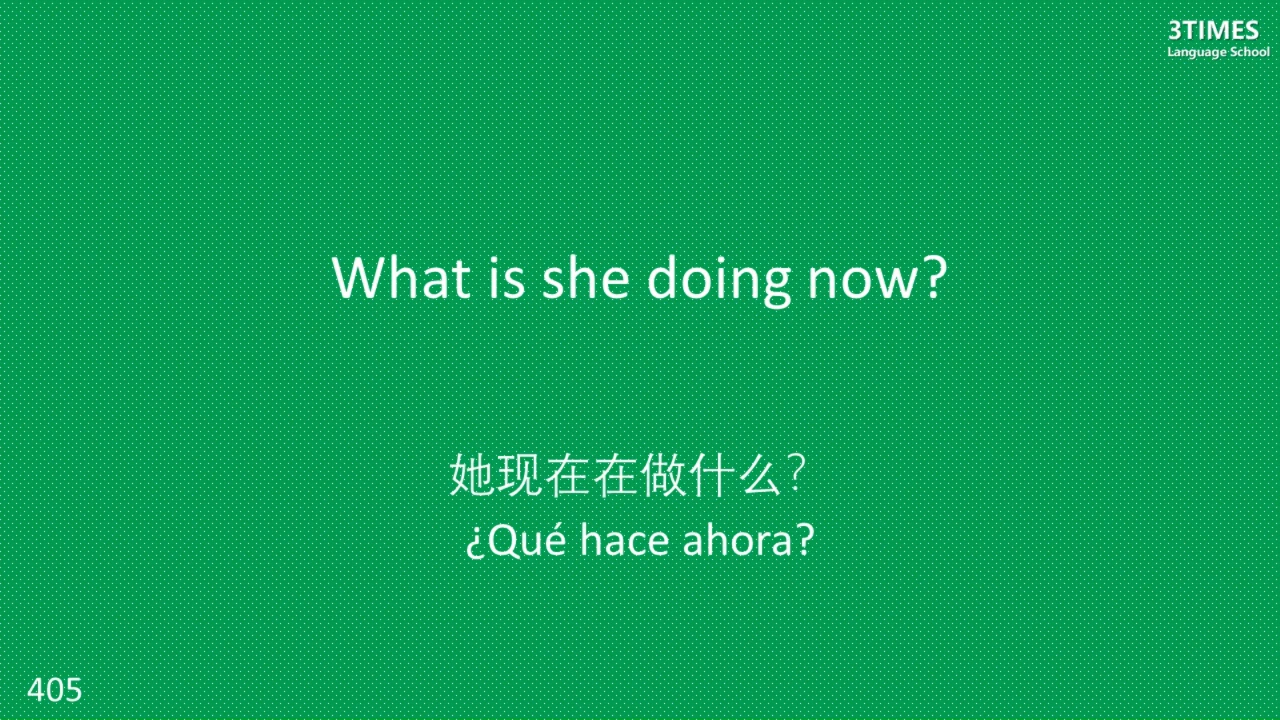 3TIMES
Language School
What is she doing now?
她现在在做什么？
¿Qué hace ahora?
405